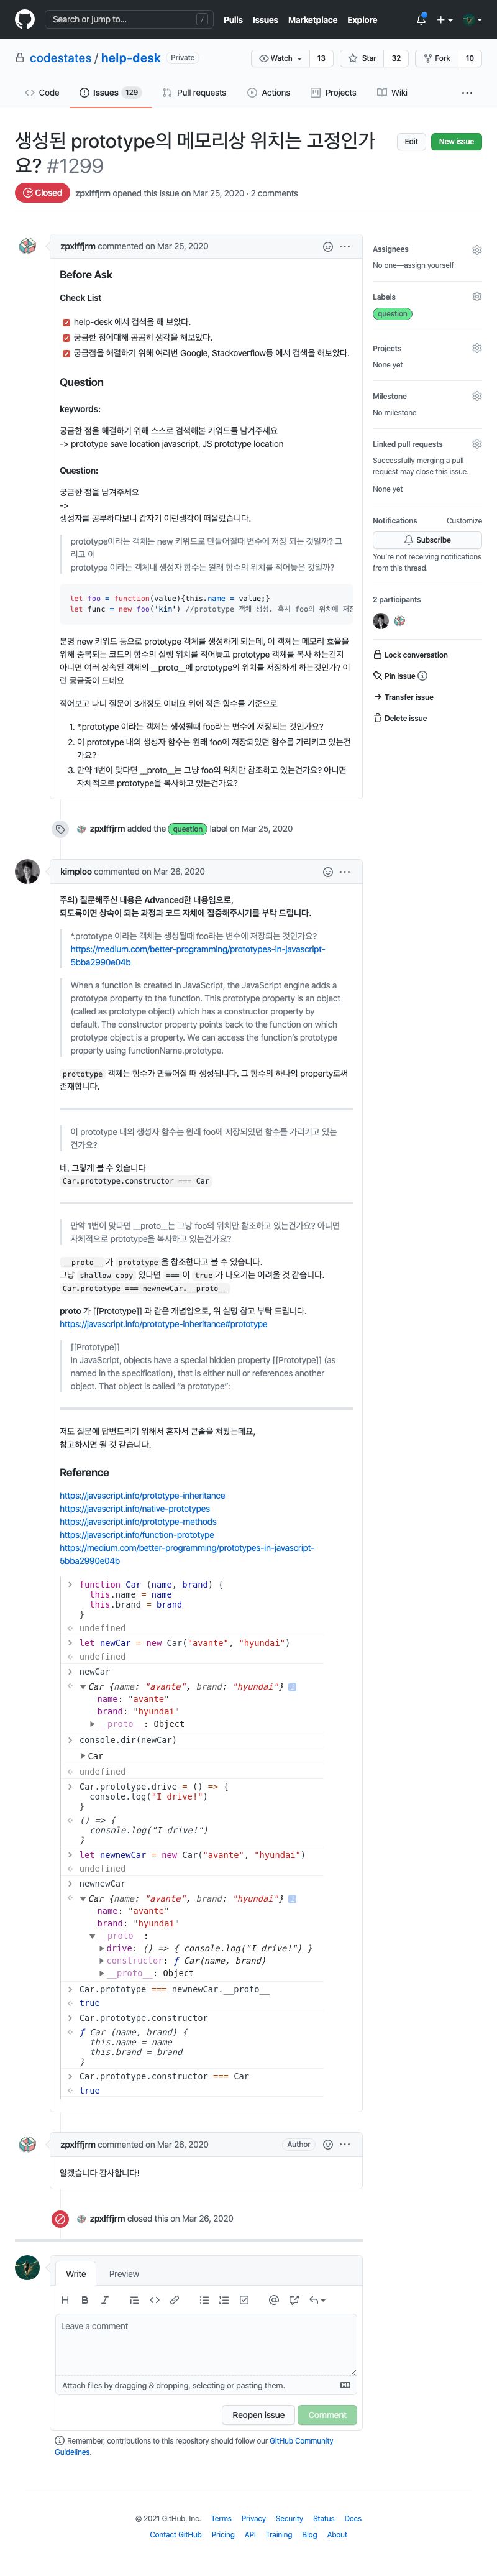 Search or jump to... /
Pulls Issues Marketplace Explore
codestates / help-desk Private
Watch 13 Star 32 Fork 10
Code Issues 129 Pull requests Actions Projects Wiki
생성된 prototype의 메모리상 위치는 고정인가
요? #1299
Edit New issue
Closed zpxlffjrm opened this issue on Mar 25, 2020 · 2 comments
zpxlffjrm commented on Mar 25, 2020
Before Ask
Check List
help-desk 에서 검색을 해 보았다.
궁금한 점에대해 곰곰히 생각을 해보았다.
궁금점을 해결하기 위해 여러번 Google, Stackoverflow등 에서 검색을 해보았다.
Question
keywords:
궁금한 점을 해결하기 위해 스스로 검색해본 키워드를 남겨주세요
-> prototype save location javascript, JS prototype location
Question:
궁금한 점을 남겨주세요
->
생성자를 공부하다보니 갑자기 이런생각이 떠올랐습니다.
prototype이라는 객체는 new 키워드로 만들어질때 변수에 저장 되는 것일까? 그
리고 이
prototype 이라는 객체내 생성자 함수는 원래 함수의 위치를 적어놓은 것일까?
let foo = function(value){this.name = value;}
let func = new foo('kim') //prototype 객체 생성. 혹시 foo의 위치에 저장
분명 new 키워드 등으로 prototype 객체를 생성하게 되는데, 이 객체는 메모리 효율을
위해 중복되는 코드의 함수의 실행 위치를 적어놓고 prototype 객체를 복사 하는건지
아니면 여러 상속된 객체의 __proto__에 prototype의 위치를 저장하게 하는것인가? 이
런 궁금증이 드네요
적어보고 나니 질문이 3개정도 이네요 위에 적은 함수를 기준으로
1. *.prototype 이라는 객체는 생성될때 foo라는 변수에 저장되는 것인가요?
2. 이 prototype 내의 생성자 함수는 원래 foo에 저장되있던 함수를 가리키고 있는건
가요?
3. 만약 1번이 맞다면 __proto__는 그냥 foo의 위치만 참조하고 있는건가요? 아니면
자체적으로 prototype을 복사하고 있는건가요?
zpxlffjrm added the question label on Mar 25, 2020
kimploo commented on Mar 26, 2020
주의) 질문해주신 내용은 Advanced한 내용임으로,
되도록이면 상속이 되는 과정과 코드 자체에 집중해주시기를 부탁 드립니다.
*.prototype 이라는 객체는 생성될때 foo라는 변수에 저장되는 것인가요?
https://medium.com/better-programming/prototypes-in-javascript-
5bba2990e04b
When a function is created in JavaScript, the JavaScript engine adds a
prototype property to the function. This prototype property is an object
(called as prototype object) which has a constructor property by
default. The constructor property points back to the function on which
prototype object is a property. We can access the function's prototype
property using functionName.prototype.
prototype 객체는 함수가 만들어질 때 생성됩니다. 그 함수의 하나의 property로써
존재합니다.
이 prototype 내의 생성자 함수는 원래 foo에 저장되있던 함수를 가리키고 있는
건가요?
네, 그렇게 볼 수 있습니다
Car.prototype.constructor === Car
만약 1번이 맞다면 __proto__는 그냥 foo의 위치만 참조하고 있는건가요? 아니면
자체적으로 prototype을 복사하고 있는건가요?
__proto__ 가 prototype 을 참조한다고 볼 수 있습니다.
그냥 shallow copy 였다면 === 이 true 가 나오기는 어려울 것 같습니다.
Car.prototype === newnewCar.__proto__
proto 가 [[Prototype]] 과 같은 개념임으로, 위 설명 참고 부탁 드립니다.
https://javascript.info/prototype-inheritance#prototype
[[Prototype]]
In JavaScript, objects have a special hidden property [[Prototype]] (as
named in the specification), that is either null or references another
object. That object is called "a prototype":
저도 질문에 답변드리기 위해서 혼자서 콘솔을 쳐봤는데요,
참고하시면 될 것 같습니다.
Reference
https://javascript.info/prototype-inheritance
https://javascript.info/native-prototypes
https://javascript.info/prototype-methods
https://javascript.info/function-prototype
https://medium.com/better-programming/prototypes-in-javascript-
5bba2990e04b
function Car (name, brand) {
this.name = name
this.brand = brand
}
undefined
let newCar = new Car("avante", "hyundai")
undefined
newCar
Car {name: "avante", brand: "hyundai"}
name: "avante"
brand: "hyundai"
__proto__: Object
console.dir(newCar)
Car
undefined
Car.prototype.drive = () => {
console.log("I drive!")
}
() => {
console.log("I drive!")
}
let newnewCar = new Car("avante", "hyundai")
undefined
newnewCar
Car {name: "avante", brand: "hyundai"}
name: "avante"
brand: "hyundai"
__proto__:
drive: () => { console.log("I drive!") }
constructor: ƒ Car(name, brand)
__proto__: Object
Car.prototype === newnewCar.__proto__
true
Car.prototype.constructor
ƒ Car (name, brand) {
this.name = name
this.brand = brand
}
Car.prototype.constructor === Car
true
zpxlffjrm commented on Mar 26, 2020 Author
알겠습니다 감사합니다!
zpxlffjrm closed this on Mar 26, 2020
Write Preview
Leave a comment
Attach files by dragging & dropping, selecting or pasting them.
Reopen issue Comment
Remember, contributions to this repository should follow our GitHub Community
Guidelines.
Assignees
No one—assign yourself
Labels
question
Projects
None yet
Milestone
No milestone
Linked pull requests
Successfully merging a pull
request may close this issue.
None yet
Notifications Customize
Subscribe
You're not receiving notifications
from this thread.
2 participants
Lock conversation
Pin issue
Transfer issue
Delete issue
© 2021 GitHub, Inc. Terms Privacy Security Status Docs
Contact GitHub Pricing API Training Blog About